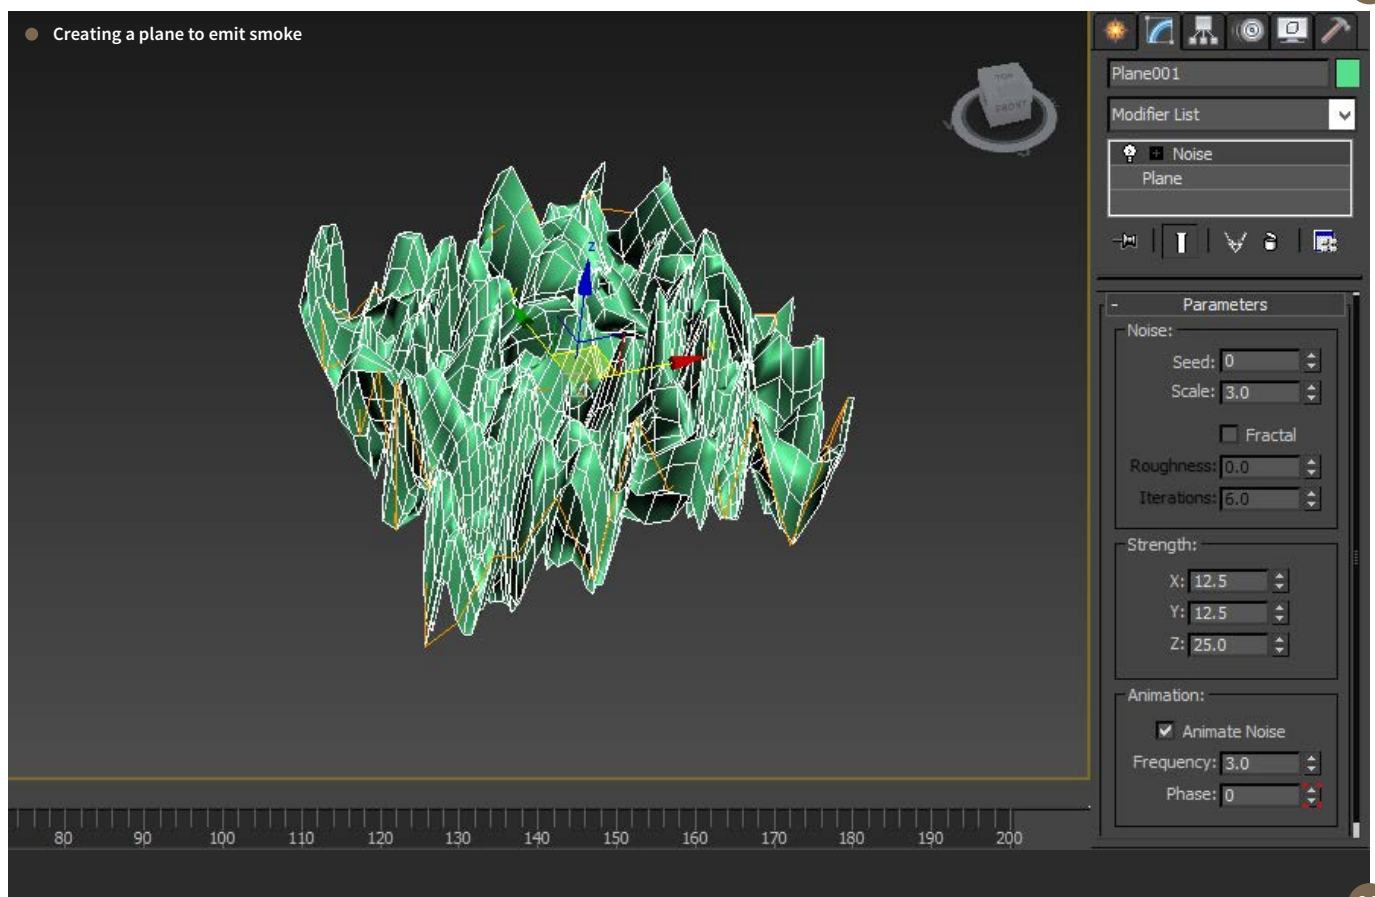 Creating a plane to emit smoke
TOP
FRONT
z
Plane001
Modifier List
Noise
Plane
- Parameters
Noise:
Seed: 0
Scale: 3.0
Fractal
Roughness: 0.0
Iterations: 6.0
Strength:
X: 12.5
Y: 12.5
Z: 25.0
Animation:
Animate Noise
Frequency: 3.0
Phase: 0
80 90 100 110 120 130 140 150 160 170 180 190 200